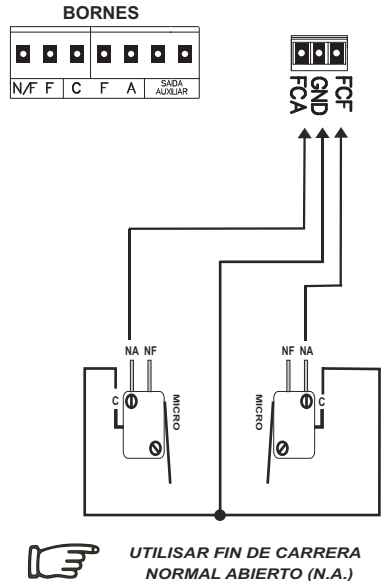 BORNES
N/F F C F A SAIDA AUXILIAR
FCA GND FCF
NA NF
NF NA
C
MICRO
MICRO
C
UTILISAR FIN DE CARRERA
NORMAL ABIERTO (N.A.)